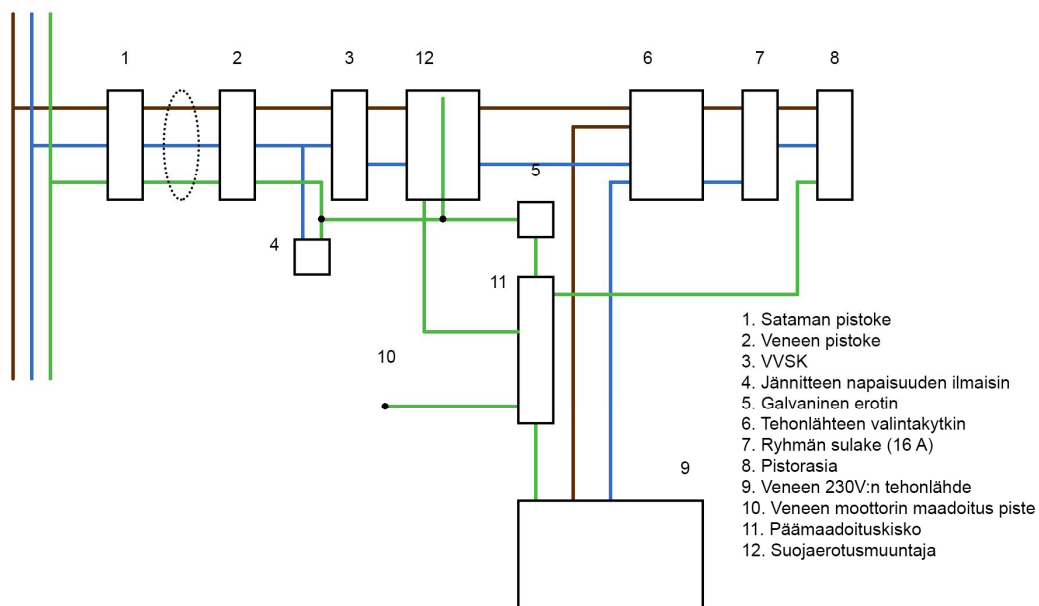 1 2 3 12 6 7 8
5
4
11
10
9
1. Sataman pistoke
2. Veneen pistoke
3. VVSK
4. Jännitteen napaisuuden ilmaisin
5. Galvaninen erotin
6. Tehonlähteen valintakytkin
7. Ryhmän sulake (16 A)
8. Pistorasia
9. Veneen 230V:n tehonlähde
10. Veneen moottorin maadoitus piste
11. Päämaadoituskisko
12. Suojaerotusmuuntaja